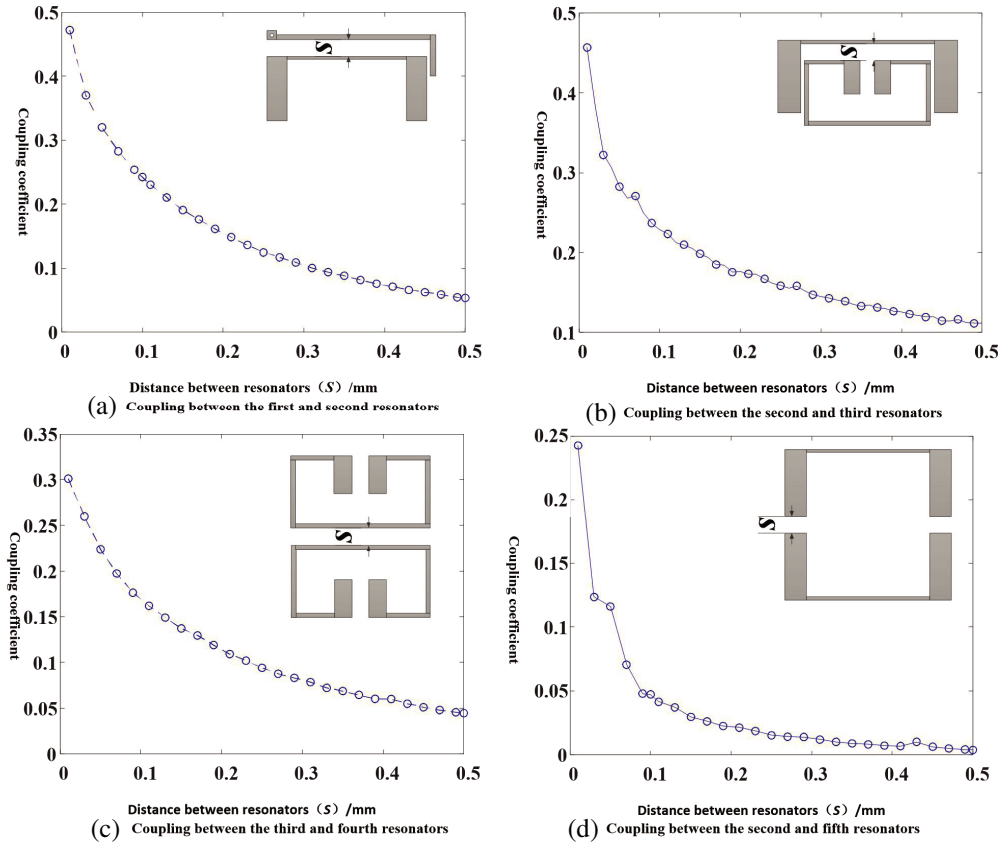 0.5
0.4
0.3
0.2
0.1
0
Coupling coefficient
S
0 0.1 0.2 0.3 0.4 0.5
Distance between resonators（S）/mm
(a) Coupling between the first and second resonators
0.5
0.4
0.3
0.2
0.1
Coupling coefficient
S
0 0.1 0.2 0.3 0.4 0.5
Distance between resonators（s）/mm
(b) Coupling between the second and third resonators
0.35
0.3
0.25
0.2
0.15
0.1
0.05
0
Coupling coefficient
S
0 0.1 0.2 0.3 0.4 0.5
Distance between resonators（s）/mm
(c) Coupling between the third and fourth resonators
0.25
0.2
0.15
0.1
0.05
0
Coupling coefficient
S
0 0.1 0.2 0.3 0.4 0.5
Distance between resonators（s）/mm
(d) Coupling between the second and fifth resonators